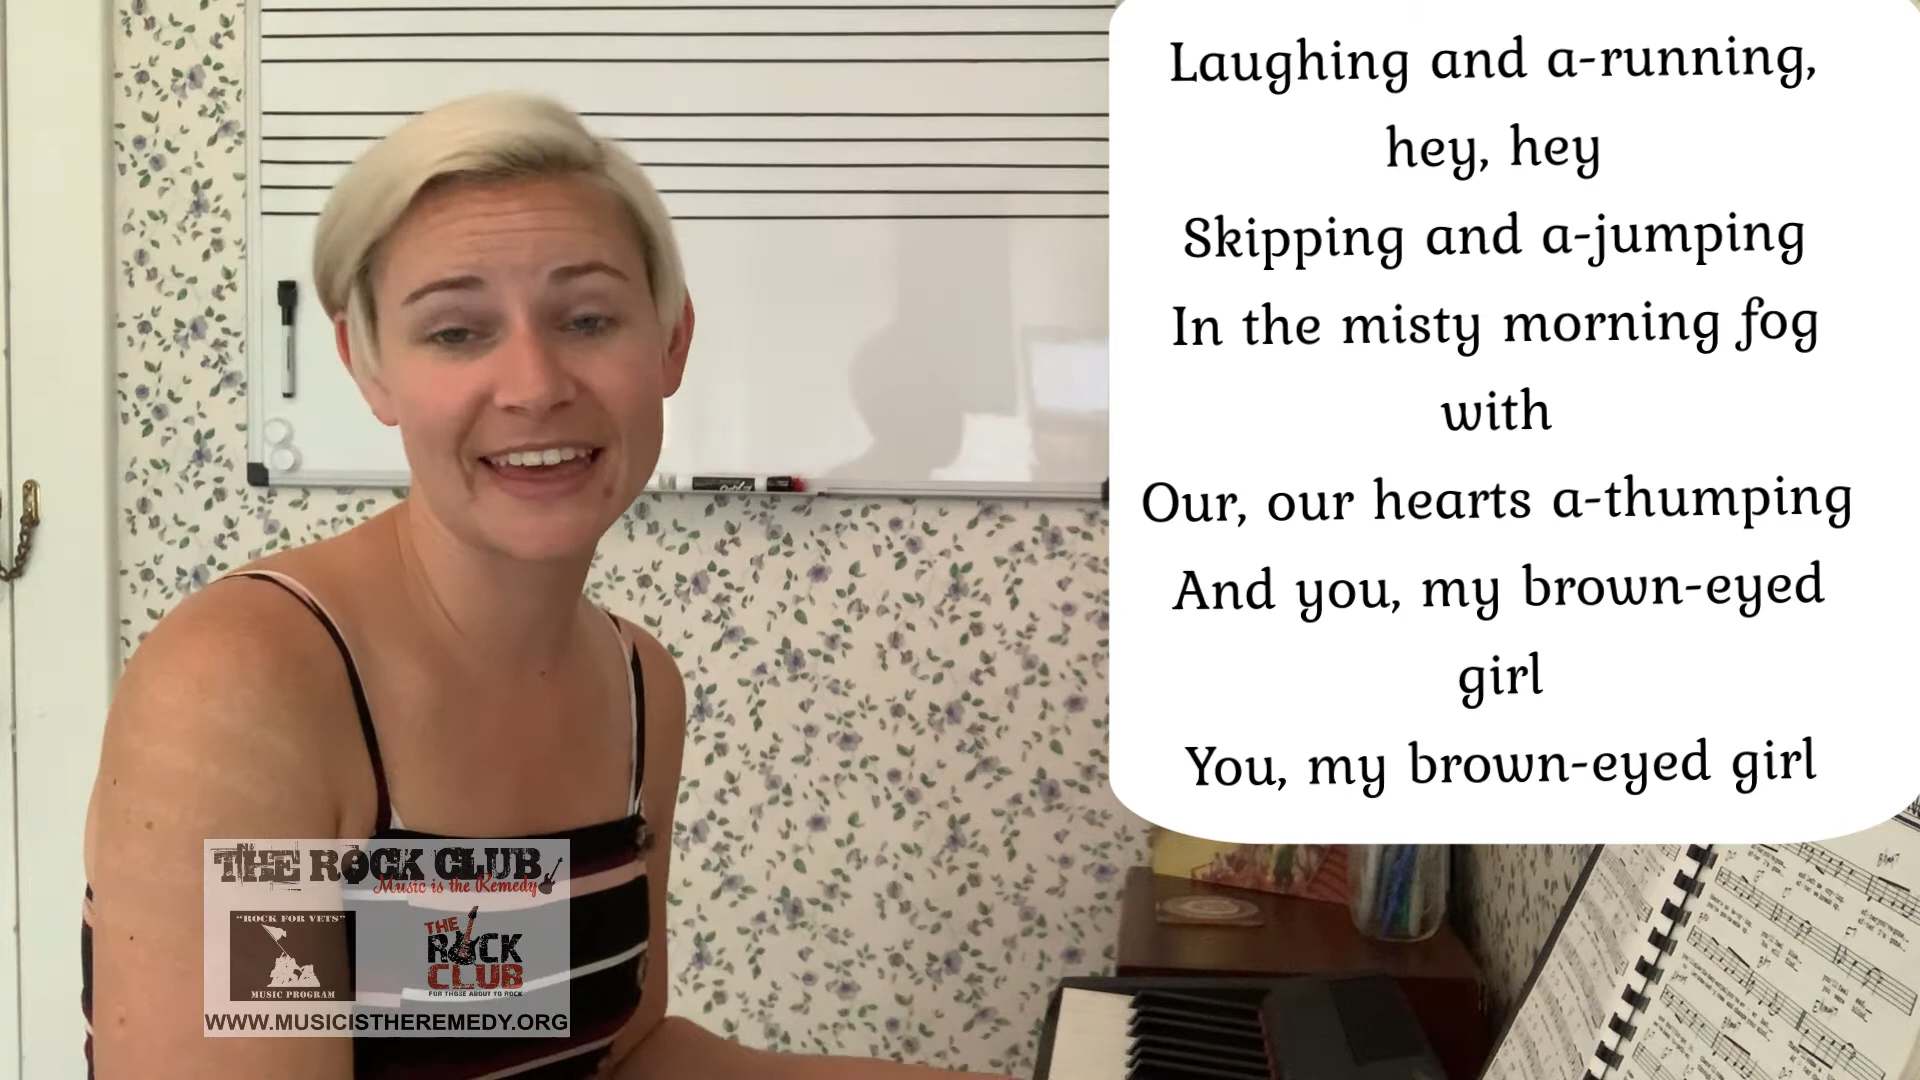 Laughing and a-running,
hey, hey
Skipping and a-jumping
In the misty morning fog
with
Our, our hearts a-thumping
And you, my brown-eyed
girl
You, my brown-eyed girl
THE ROCK CLUB
Music is the Remedy
"ROCK FOR VETS"
MUSIC PROGRAM
THE
ROCK
CLUB
FOR THOSE ABOUT TO ROCK
WWW.MUSICISTHEREMEDY.ORG